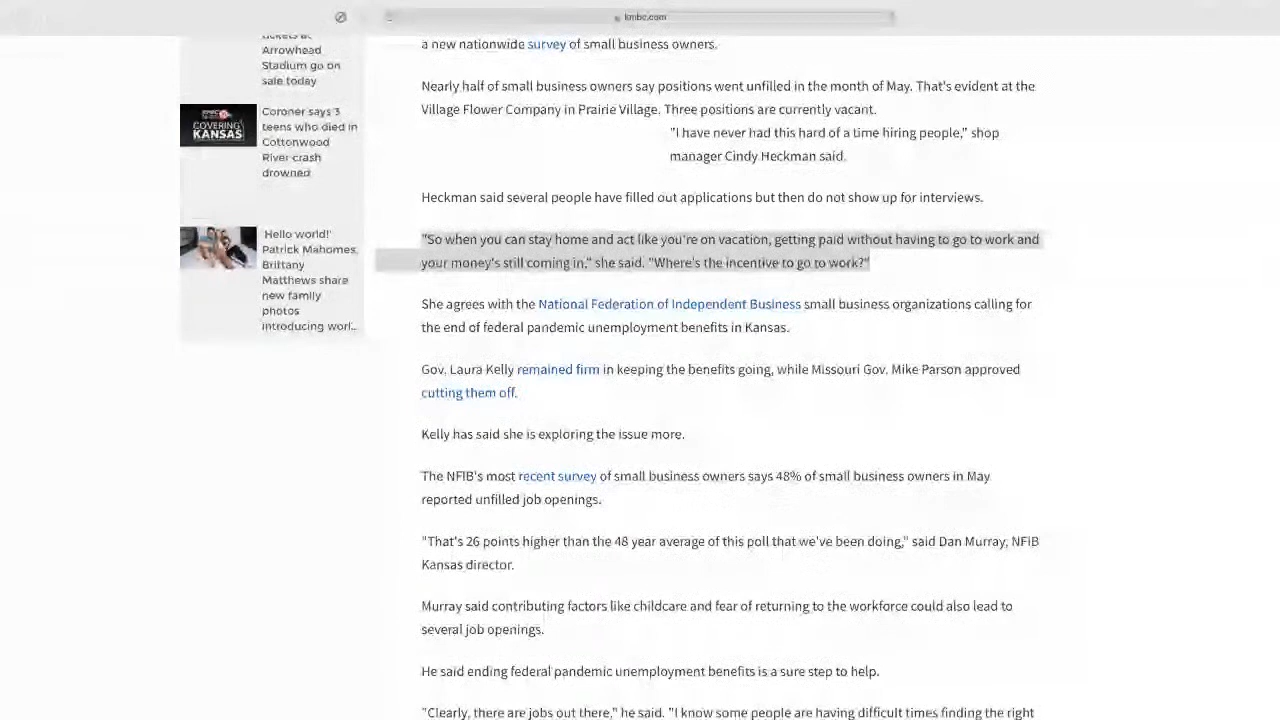 kmbc.com
tickets at
Arrowhead
Stadium go on
sale today
COVERING
KANSAS
Coroner says 3
teens who died in
Cottonwood
River crash
drowned
'Hello world!'
Patrick Mahomes,
Brittany
Matthews share
new family
photos
introducing worl...
a new nationwide survey of small business owners.
Nearly half of small business owners say positions went unfilled in the month of May. That's evident at the
Village Flower Company in Prairie Village. Three positions are currently vacant.
"I have never had this hard of a time hiring people," shop
manager Cindy Heckman said.
Heckman said several people have filled out applications but then do not show up for interviews.
"So when you can stay home and act like you're on vacation, getting paid without having to go to work and
your money's still coming in," she said. "Where's the incentive to go to work?"
She agrees with the National Federation of Independent Business small business organizations calling for
the end of federal pandemic unemployment benefits in Kansas.
Gov. Laura Kelly remained firm in keeping the benefits going, while Missouri Gov. Mike Parson approved
cutting them off.
Kelly has said she is exploring the issue more.
The NFIB's most recent survey of small business owners says 48% of small business owners in May
reported unfilled job openings.
"That's 26 points higher than the 48 year average of this poll that we've been doing," said Dan Murray, NFIB
Kansas director.
Murray said contributing factors like childcare and fear of returning to the workforce could also lead to
several job openings.
He said ending federal pandemic unemployment benefits is a sure step to help.
"Clearly, there are jobs out there," he said. "I know some people are having difficult times finding the right